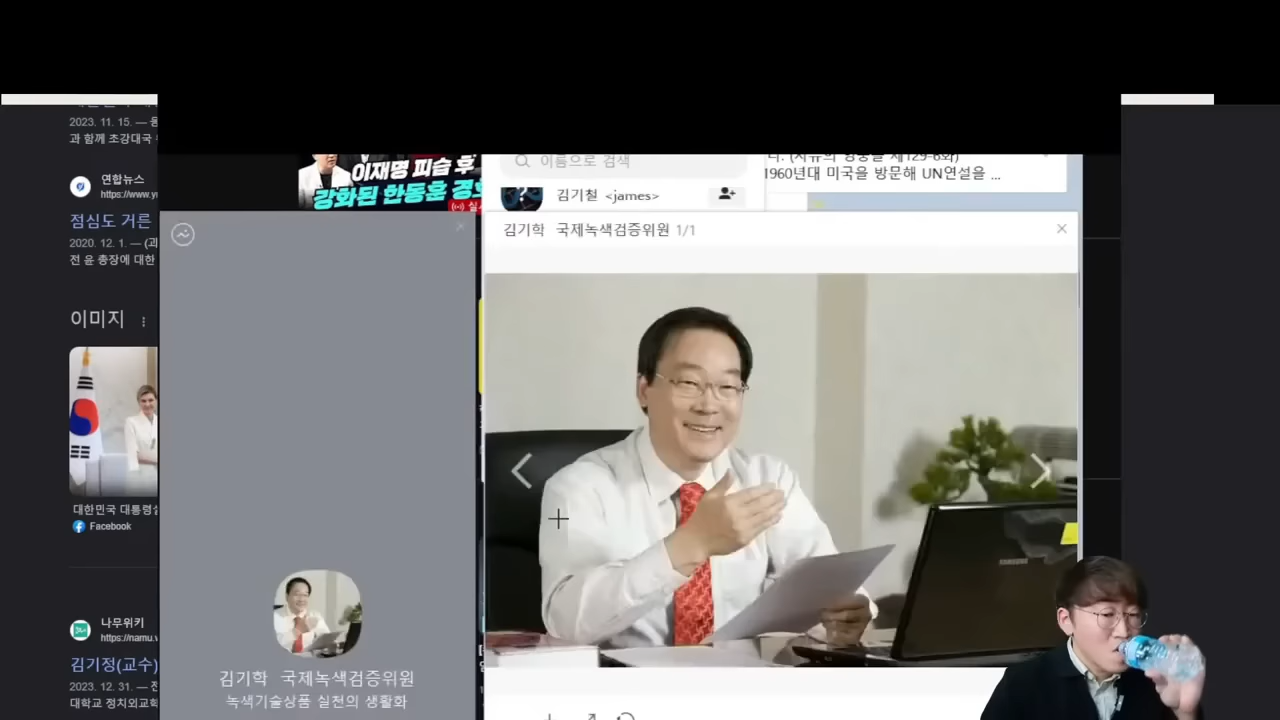 2023. 11. 15. —
과 함께 초강대국
연합뉴스
https://www.y
점심도 거른
2020. 12. 1. — (과
전 윤 총장에 대한
이미지
대한민국 대통령실
Facebook
나무위키
https://namu.
김기정(교수)
2023. 12. 31. —
대학교 정치외교학
이재명 피습 후
강화된 한동훈 경호
이름으로 검색
김기철 <james>
1960년대 미국을 방문해 UN연설을 ...
김기학 국제녹색검증위원 1/1
SAMSUNG
김기학 국제녹색검증위원
녹색기술상품 실천의 생활화